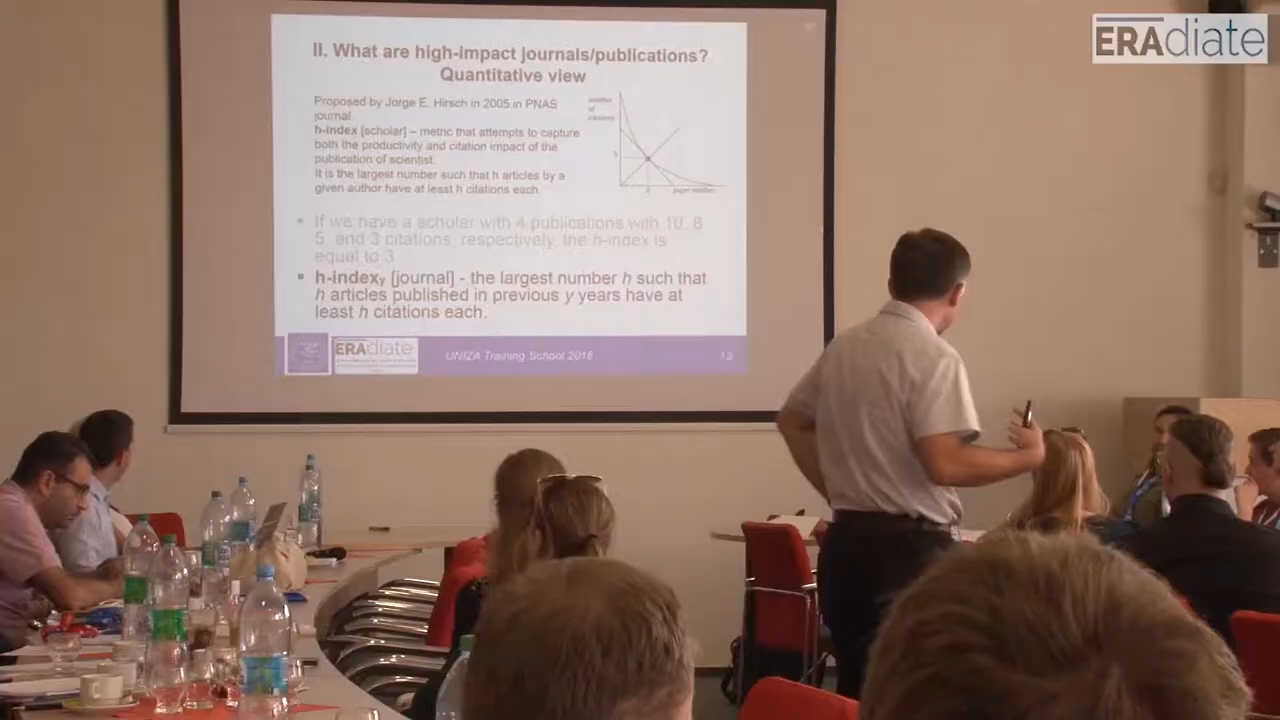 ERAdiate
II. What are high-impact journals/publications?
Quantitative view
Proposed by Jorge E. Hirsch in 2005 in PNAS
journal.
h-index [scholar] – metric that attempts to capture
both the productivity and citation impact of the
publication of scientist.
It is the largest number such that h articles by a
given author have at least h citations each.
number
of
citations
paper number
• If we have a scholar with 4 publications with 10, 8
5, and 3 citations, respectively, the h-index is
equal to 3
▪ h-indexy [journal] - the largest number h such that
h articles published in previous y years have at
least h citations each.
ERAdiate
UNIZA Training School 2016